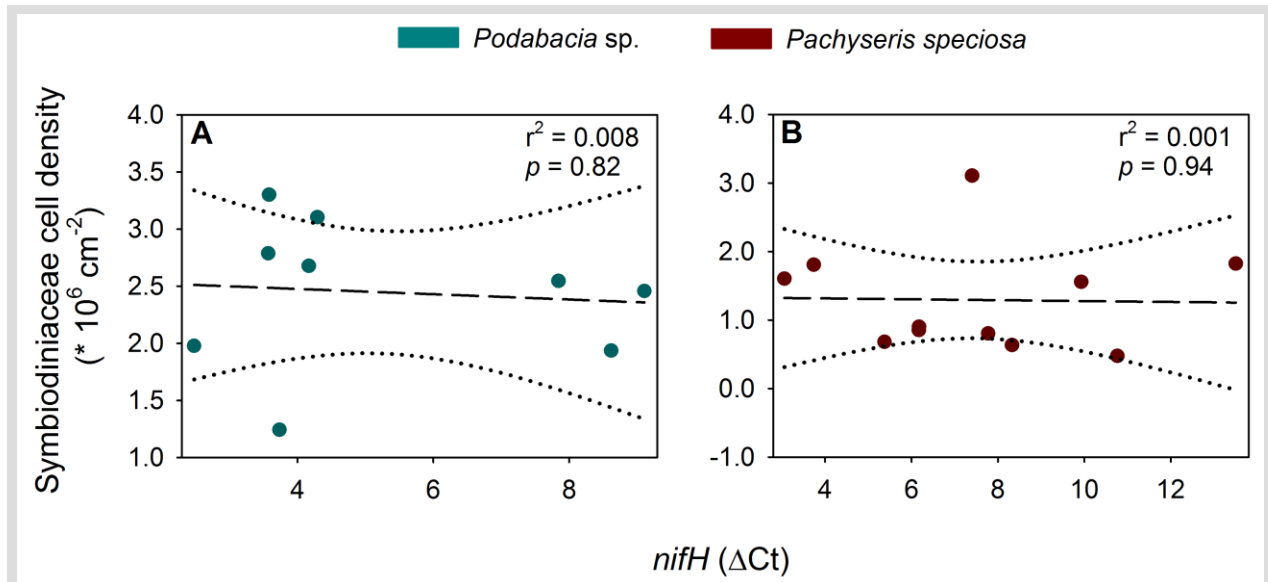 Podabacia sp.
Pachyseris speciosa
Symbiodiniaceae cell density
(* 10⁶ cm⁻²)
A
r² = 0.008
p = 0.82
4.0
3.5
3.0
2.5
2.0
1.5
1.0
4 6 8
B
r² = 0.001
p = 0.94
4.0
3.0
2.0
1.0
0.0
-1.0
4 6 8 10 12
nifH (ΔCt)